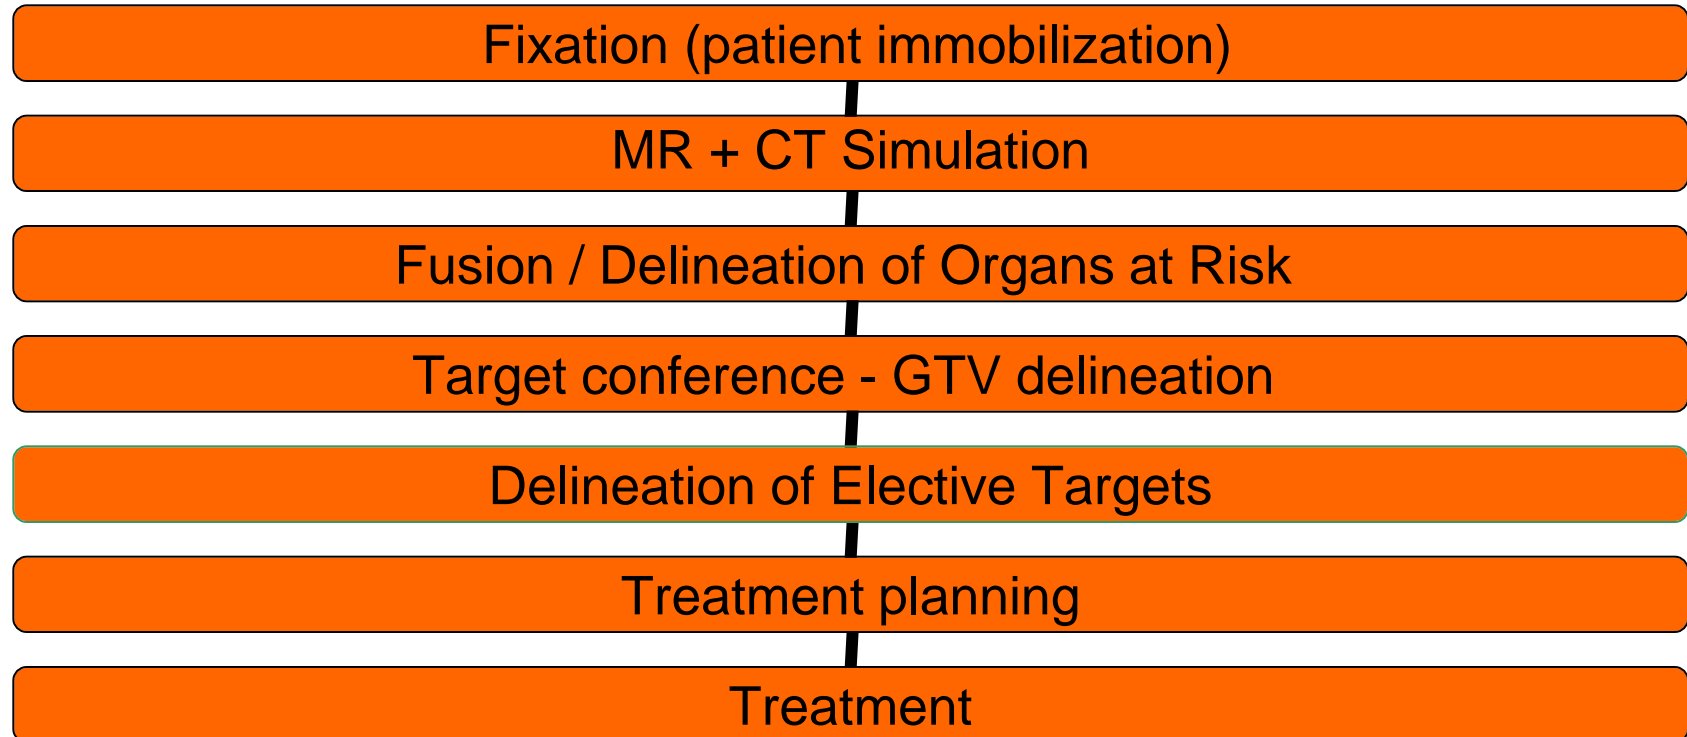 Fixation (patient immobilization)
MR + CT Simulation
Fusion / Delineation of Organs at Risk
Target conference - GTV delineation
Delineation of Elective Targets
Treatment planning
Treatment